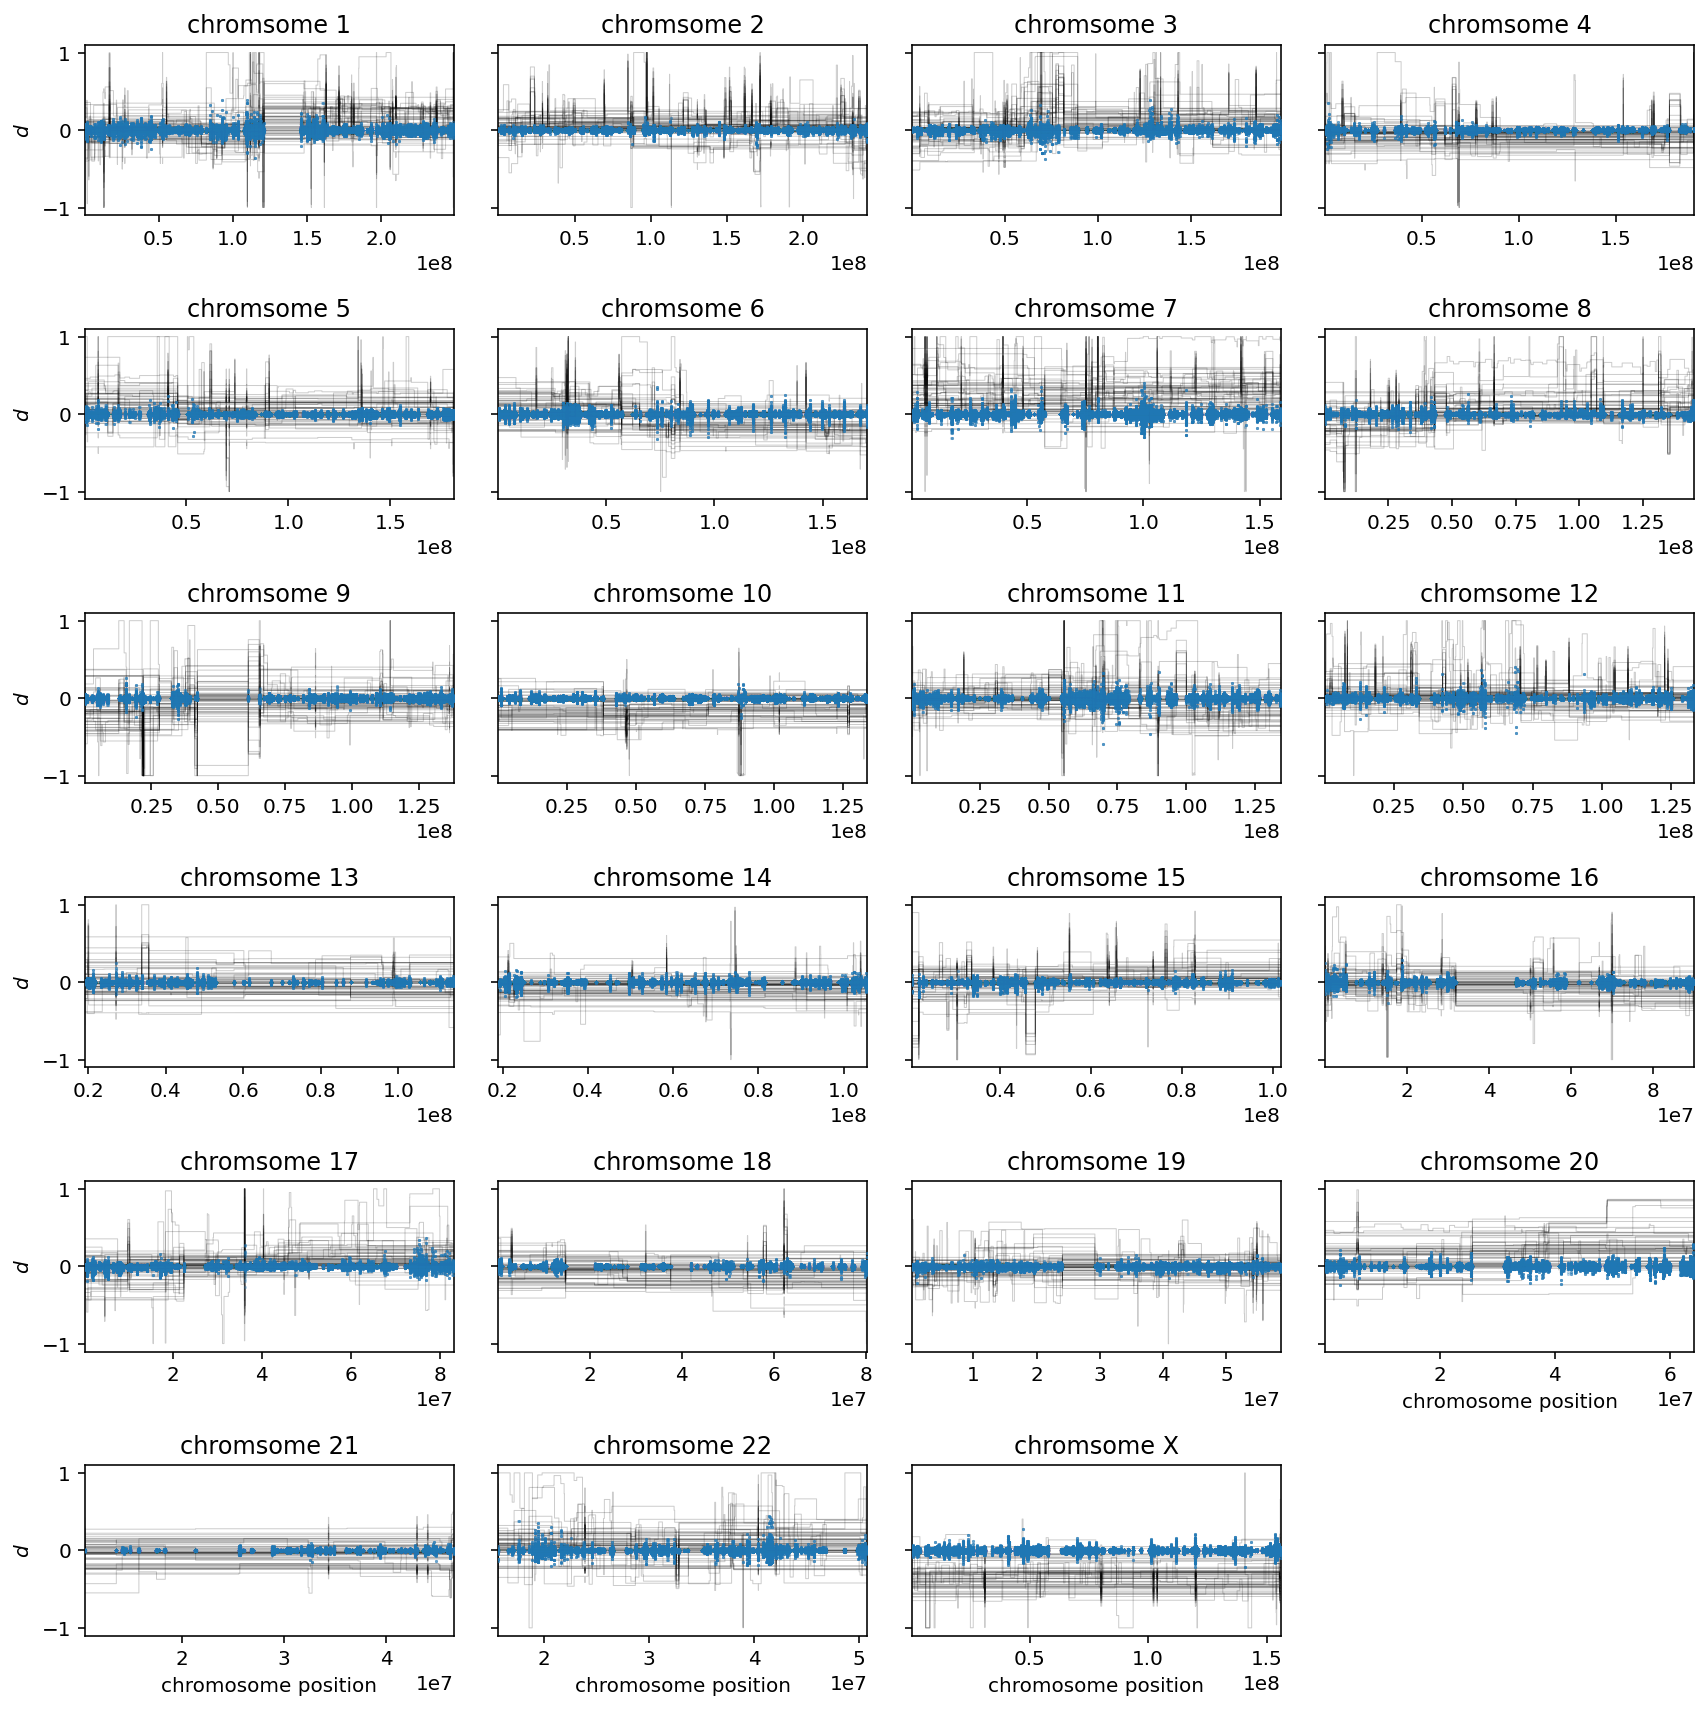 chromsome 1 chromsome 2 chromsome 3 chromsome 4
1
0
−1
d
0.5 1.0 1.5 2.0 0.5 1.0 1.5 2.0 0.5 1.0 1.5 0.5 1.0 1.5
1e8 1e8 1e8 1e8
chromsome 5 chromsome 6 chromsome 7 chromsome 8
1
0
−1
d
0.5 1.0 1.5 0.5 1.0 1.5 0.5 1.0 1.5 0.25 0.50 0.75 1.00 1.25
1e8 1e8 1e8 1e8
chromsome 9 chromsome 10 chromsome 11 chromsome 12
1
0
−1
d
0.25 0.50 0.75 1.00 1.25 0.25 0.50 0.75 1.00 1.25 0.25 0.50 0.75 1.00 1.25 0.25 0.50 0.75 1.00 1.25
1e8 1e8 1e8 1e8
chromsome 13 chromsome 14 chromsome 15 chromsome 16
1
0
−1
d
0.2 0.4 0.6 0.8 1.0 0.2 0.4 0.6 0.8 1.0 0.4 0.6 0.8 1.0 2 4 6 8
1e8 1e8 1e8 1e7
chromsome 17 chromsome 18 chromsome 19 chromsome 20
1
0
−1
d
2 4 6 8 2 4 6 8 1 2 3 4 5 2 4 6
1e7 1e7 1e7 chromosome position 1e7
chromsome 21 chromsome 22 chromsome X
1
0
−1
d
2 3 4 2 3 4 5 0.5 1.0 1.5
chromosome position 1e7 chromosome position 1e7 chromosome position 1e8